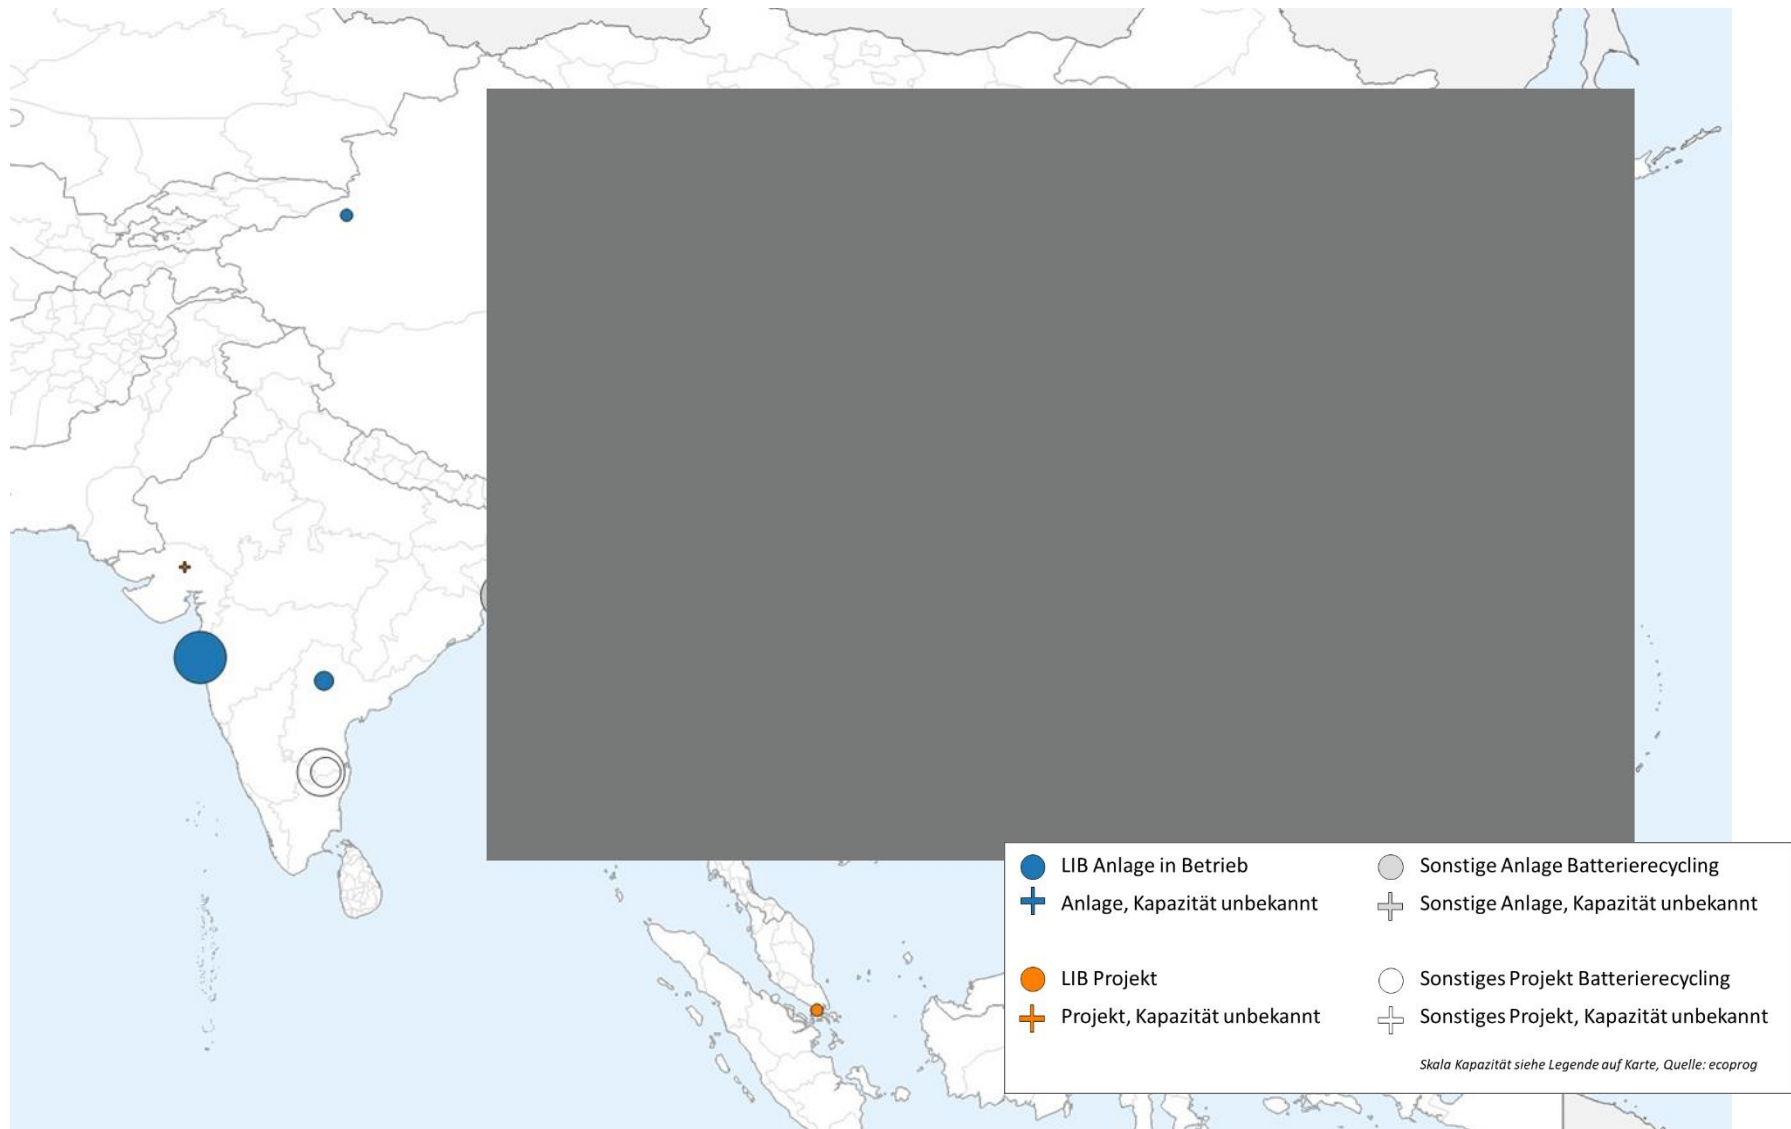 LIB Anlage in Betrieb
Anlage, Kapazität unbekannt
LIB Projekt
Projekt, Kapazität unbekannt
Sonstige Anlage Batterierecycling
Sonstige Anlage, Kapazität unbekannt
Sonstiges Projekt Batterierecycling
Sonstiges Projekt, Kapazität unbekannt
Skala Kapazität siehe Legende auf Karte, Quelle: ecoprog